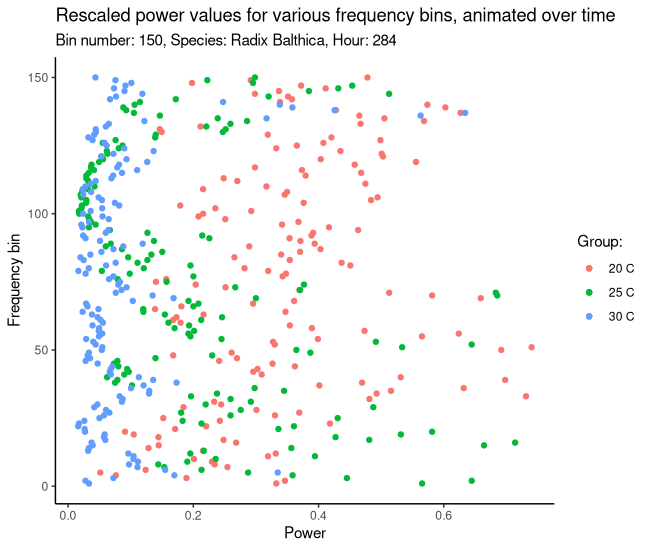 Rescaled power values for various frequency bins, animated over time
Bin number: 150, Species: Radix Balthica, Hour: 284
150
100
50
0
Frequency bin
0.0
0.2
0.4
0.6
Power
Group:
20 C
25 C
30 C